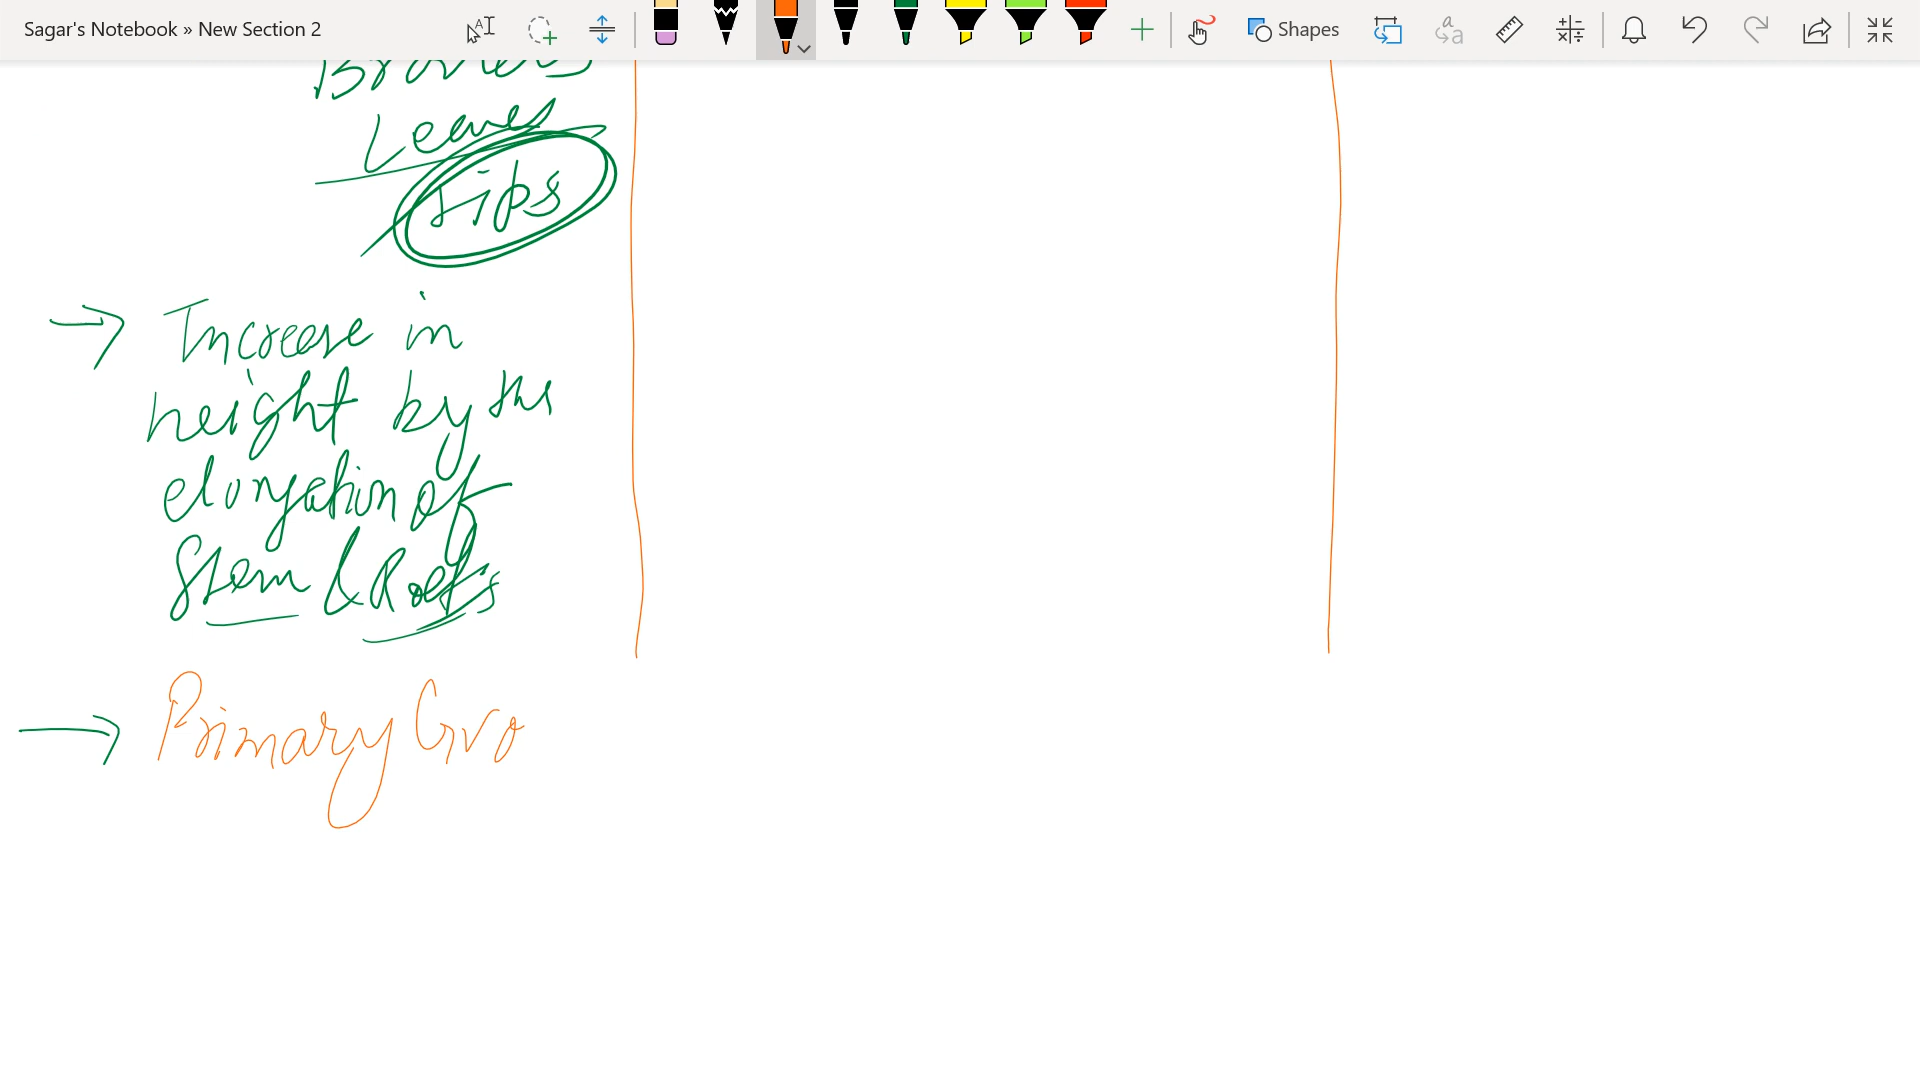 Sagar's Notebook » New Section 2
Shapes
Leaves
tips
→ Increase in
height by the
elongation of
Stem & Roots
→ Primary Gro